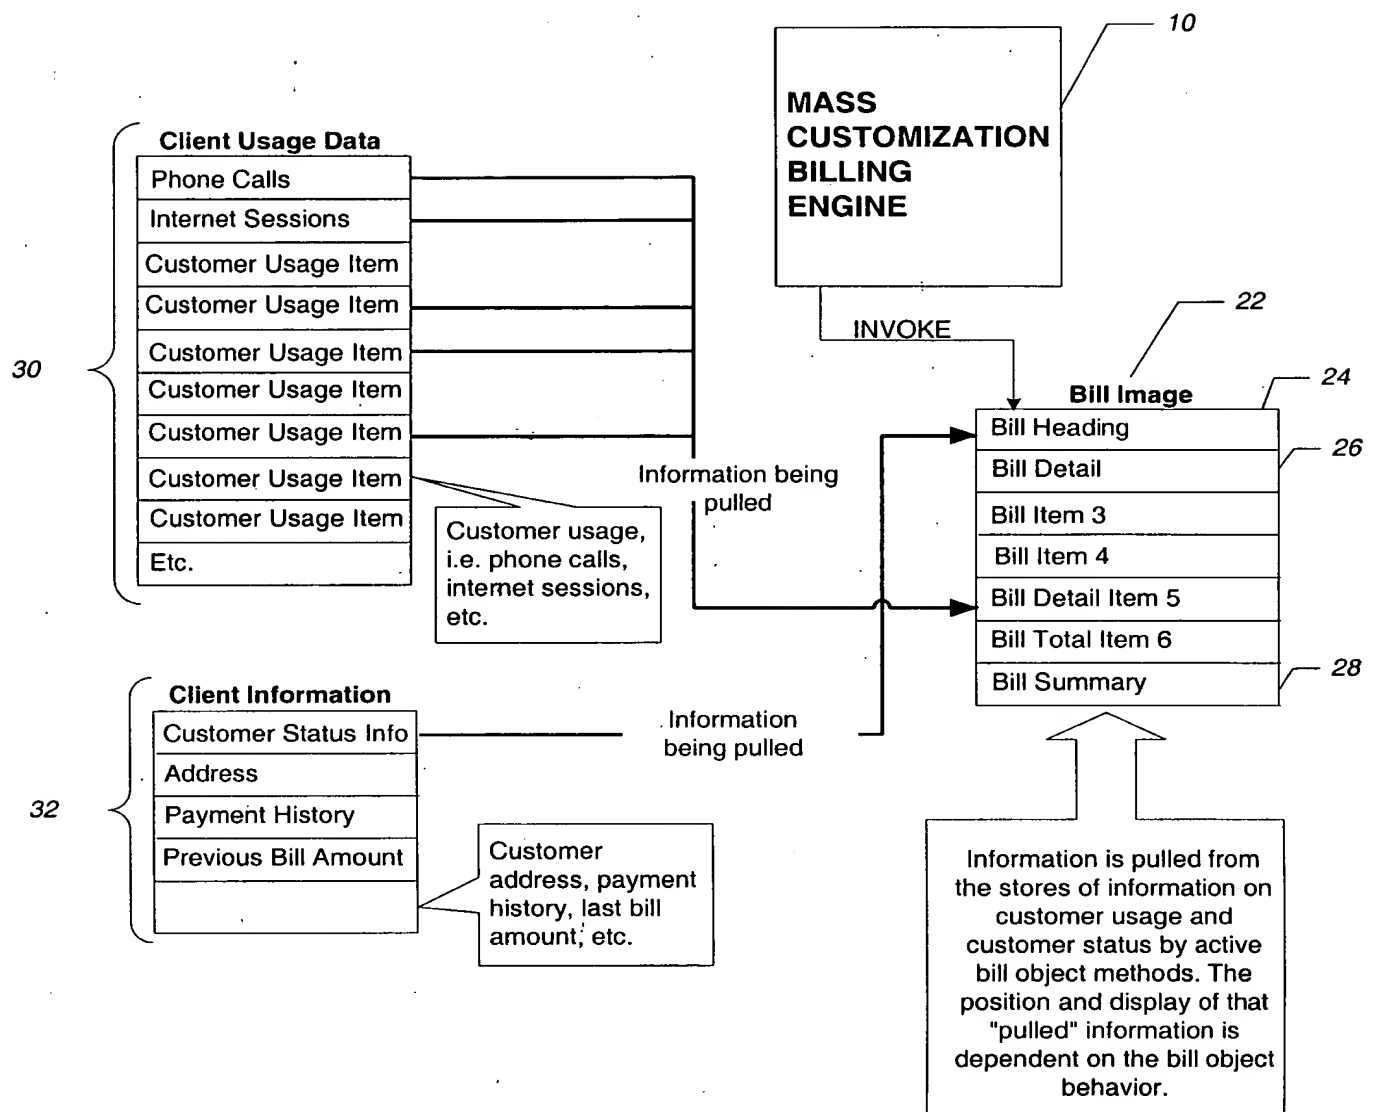 10
MASS
CUSTOMIZATION
BILLING
ENGINE
Client Usage Data
Phone Calls
Internet Sessions
Customer Usage Item
Customer Usage Item
Customer Usage Item
Customer Usage Item
Customer Usage Item
Customer Usage Item
Customer Usage Item
Etc.
30
INVOKE
22
24
Bill Image
Bill Heading
26
Bill Detail
Bill Item 3
Bill Item 4
Bill Detail Item 5
Bill Total Item 6
Bill Summary
28
Information being
pulled
Customer usage,
i.e. phone calls,
internet sessions,
etc.
Client Information
Customer Status Info
Address
Payment History
Previous Bill Amount
32
Information
being pulled
Customer
address, payment
history, last bill
amount, etc.
Information is pulled from
the stores of information on
customer usage and
customer status by active
bill object methods. The
position and display of that
"pulled" information is
dependent on the bill object
behavior.